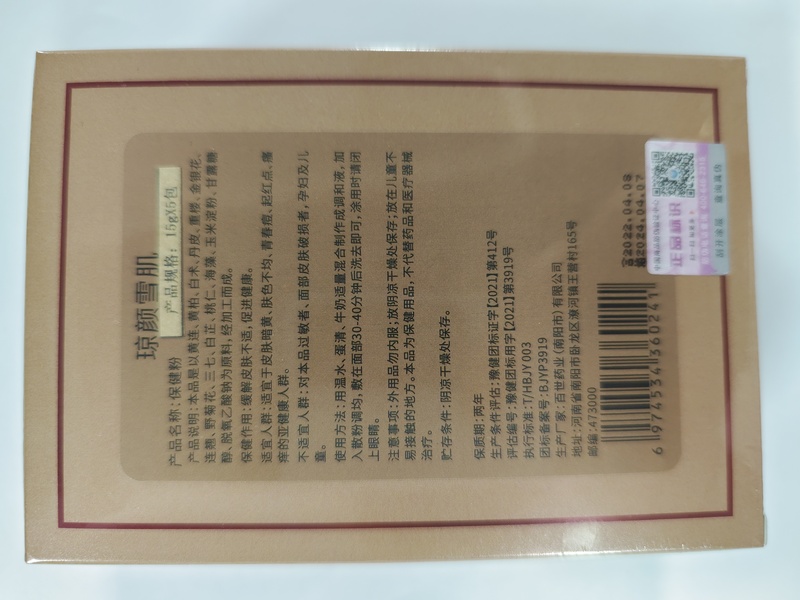 琼颜雪肌
产品规格：15gX5包
产品名称：保健粉
产品说明：本品是以黄连、黄柏、白术、丹皮、重楼、金银花、
连翘、野菊花、三七、白芷、桃仁、海藻、玉米淀粉、甘露糖
醇、脱氧乙酸钠为原料，经加工而成。
保健作用：缓解皮肤不适，促进健康。
适宜人群：适宜于皮肤暗黄、肤色不均、青春痘、起红点、瘙
痒的亚健康人群。
不适宜人群：对本品过敏者、面部皮肤破损者，孕妇及儿
童。
使用方法：用温水、蛋清、牛奶适量混合制作成调和液，加
入散粉调均，敷在面部30-40分钟后洗去即可，涂用时请闭
上眼睛。
注意事项：外用品勿内服；放阴凉干燥处保存；放在儿童不
易接触的地方。本品为保健用品，不代替药品和医疗器械
治疗。
贮存条件：阴凉干燥处保存。
保质期：两年
生产条件评估：豫健团标证字【2021】第412号
评估编号：豫健团标用字【2021】第3919号
执行标准：T/HBJY 003
团标备案号：BJYP3919
生产厂家：百世药业（南阳市）有限公司
地址：河南省南阳市卧龙区潦河镇王营村165号
邮编：473000
6 974534 360241
2022.04.08
2024.04.07
正品标识